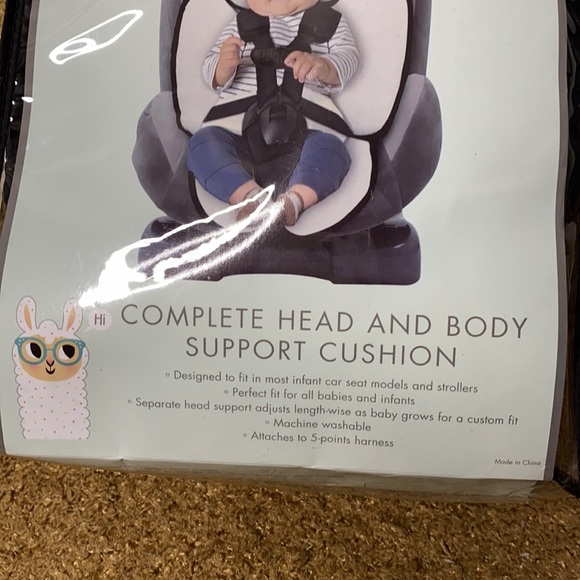 Hi
COMPLETE HEAD AND BODY
SUPPORT CUSHION
° Designed to fit in most infant car seat models and strollers
° Perfect fit for all babies and infants
° Separate head support adjusts length-wise as baby grows for a custom fit
° Machine washable
° Attaches to 5-points harness
Made in China